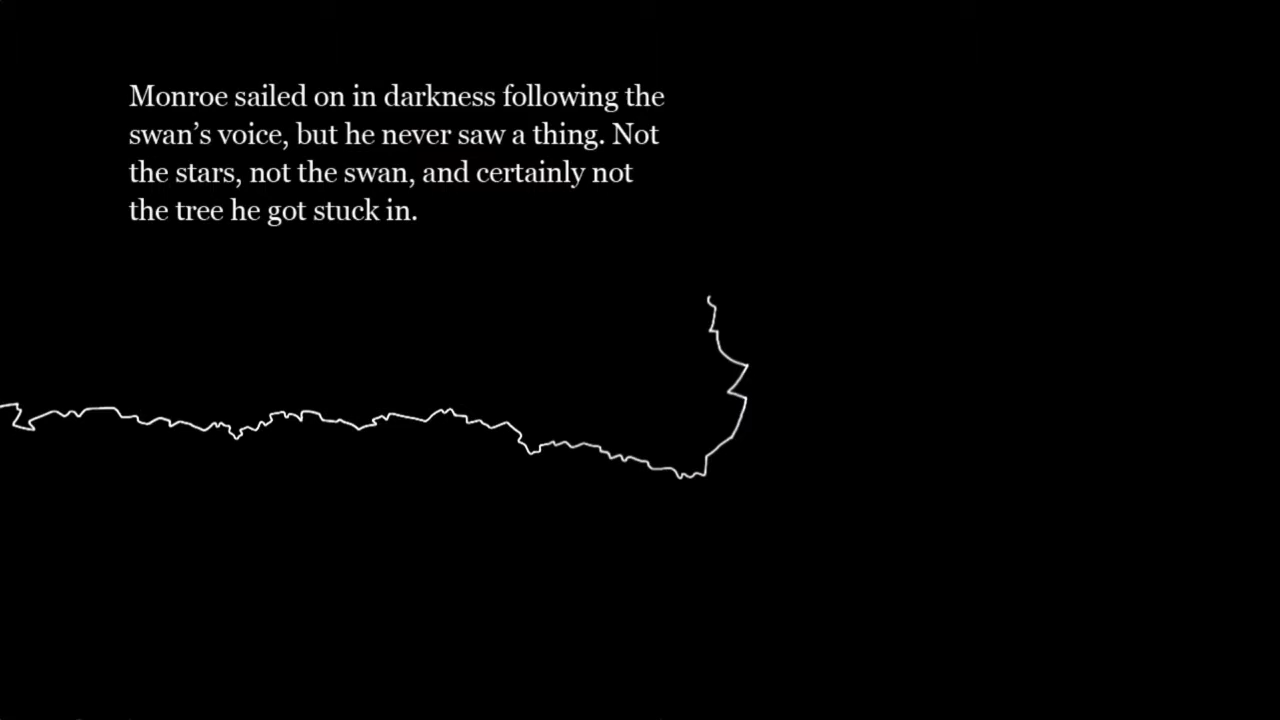 Monroe sailed on in darkness following the
swan’s voice, but he never saw a thing. Not
the stars, not the swan, and certainly not
the tree he got stuck in.